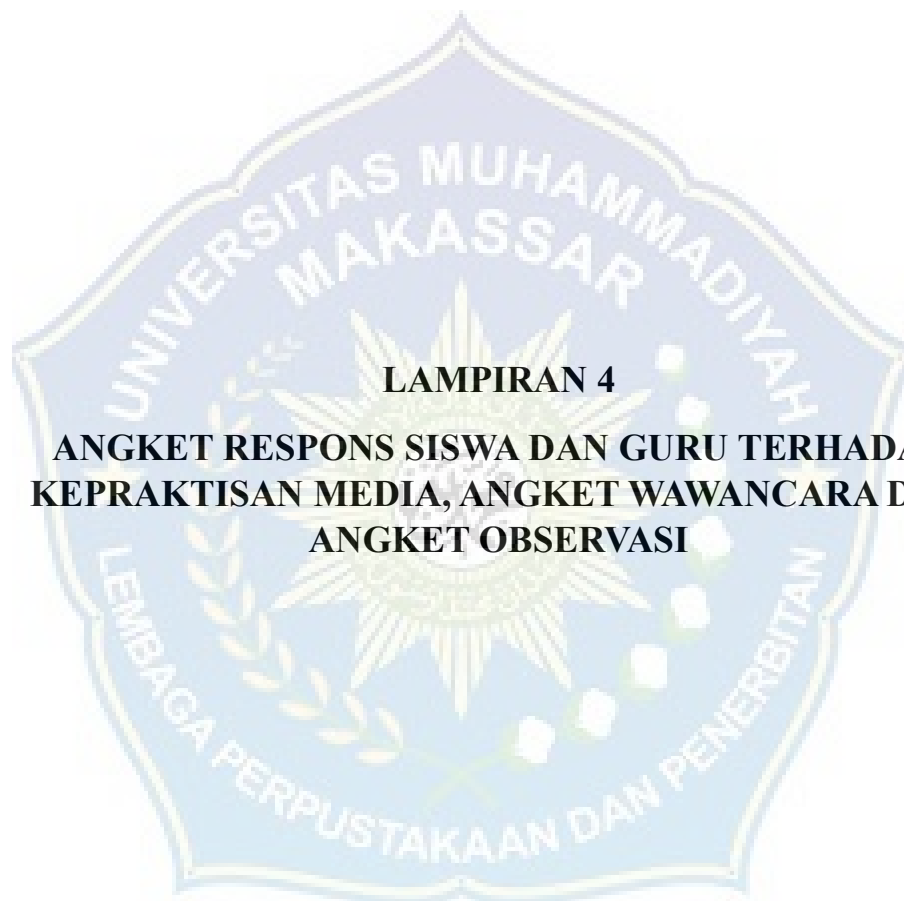 UNIVERSITAS MUHAMMADIYAH
MAKASSAR
LAMPIRAN 4
ANGKET RESPONS SISWA DAN GURU TERHADA
KEPRAKTISAN MEDIA, ANGKET WAWANCARA D
ANGKET OBSERVASI
LEMBAGA PERPUSTAKAAN DAN PENERBITAN